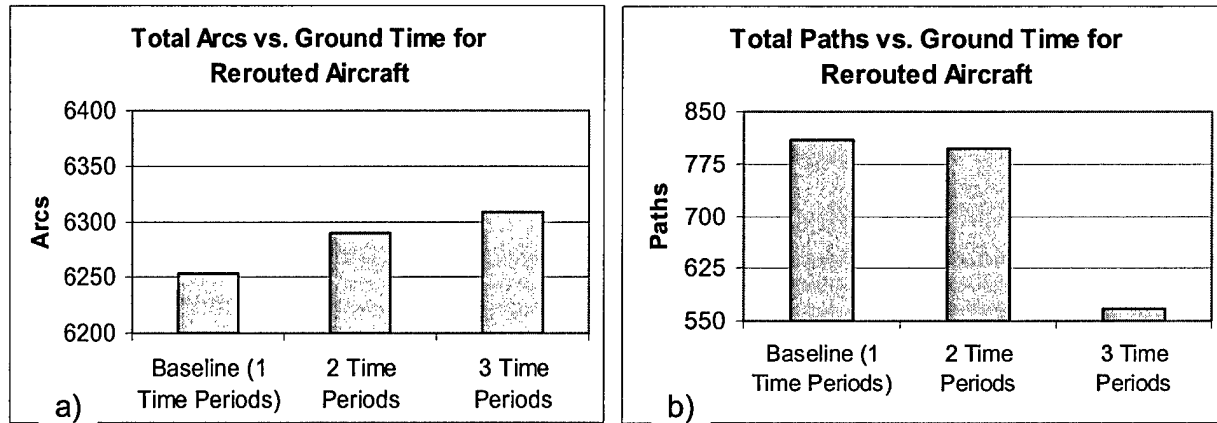 Total Arcs vs. Ground Time for
Rerouted Aircraft
6400
6350
6300
6250
6200
Arcs
Baseline (1
Time Periods)
2 Time
Periods
3 Time
Periods
a)
Total Paths vs. Ground Time for
Rerouted Aircraft
850
775
700
625
550
Paths
Baseline (1
Time Periods)
2 Time
Periods
3 Time
Periods
b)